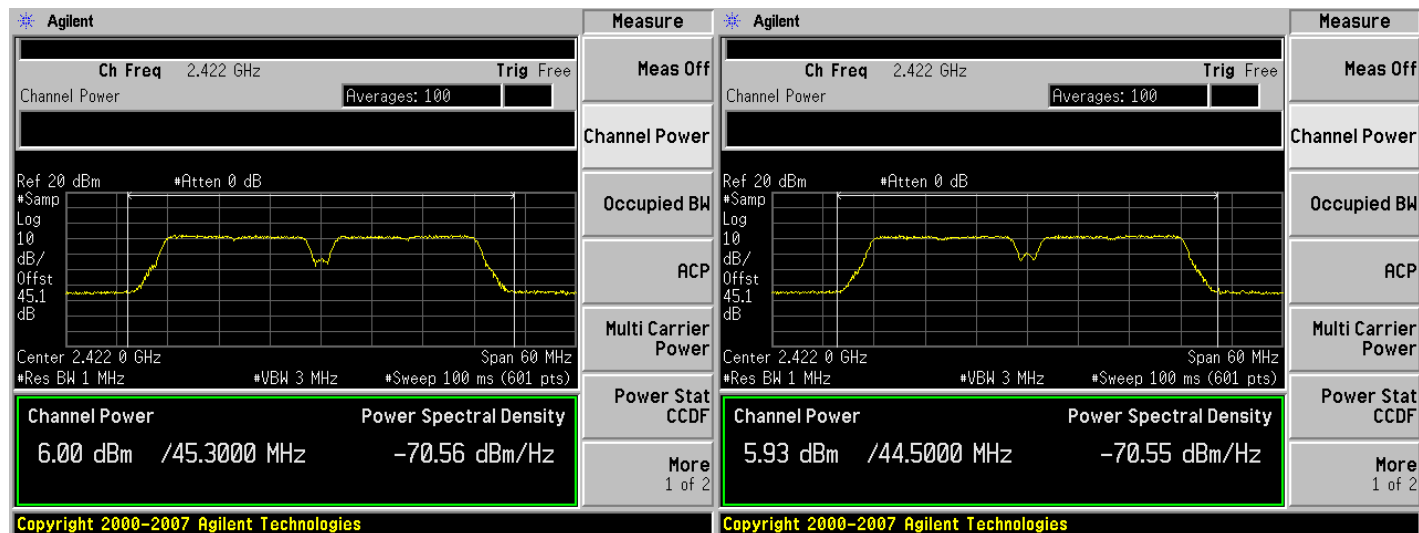 Agilent
Measure
Ch Freq 2.422 GHz Trig Free
Channel Power Averages: 100
Ref 20 dBm #Atten 0 dB
#Samp
Log
10
dB/
Offst
45.1
dB
Center 2.422 0 GHz Span 60 MHz
#Res BW 1 MHz #VBW 3 MHz #Sweep 100 ms (601 pts)
Channel Power Power Spectral Density
6.00 dBm /45.3000 MHz -70.56 dBm/Hz
Meas Off
Channel Power
Occupied BW
ACP
Multi Carrier
Power
Power Stat
CCDF
More
1 of 2
Copyright 2000-2007 Agilent Technologies
Agilent
Measure
Ch Freq 2.422 GHz Trig Free
Channel Power Averages: 100
Ref 20 dBm #Atten 0 dB
#Samp
Log
10
dB/
Offst
45.1
dB
Center 2.422 0 GHz Span 60 MHz
#Res BW 1 MHz #VBW 3 MHz #Sweep 100 ms (601 pts)
Channel Power Power Spectral Density
5.93 dBm /44.5000 MHz -70.55 dBm/Hz
Meas Off
Channel Power
Occupied BW
ACP
Multi Carrier
Power
Power Stat
CCDF
More
1 of 2
Copyright 2000-2007 Agilent Technologies